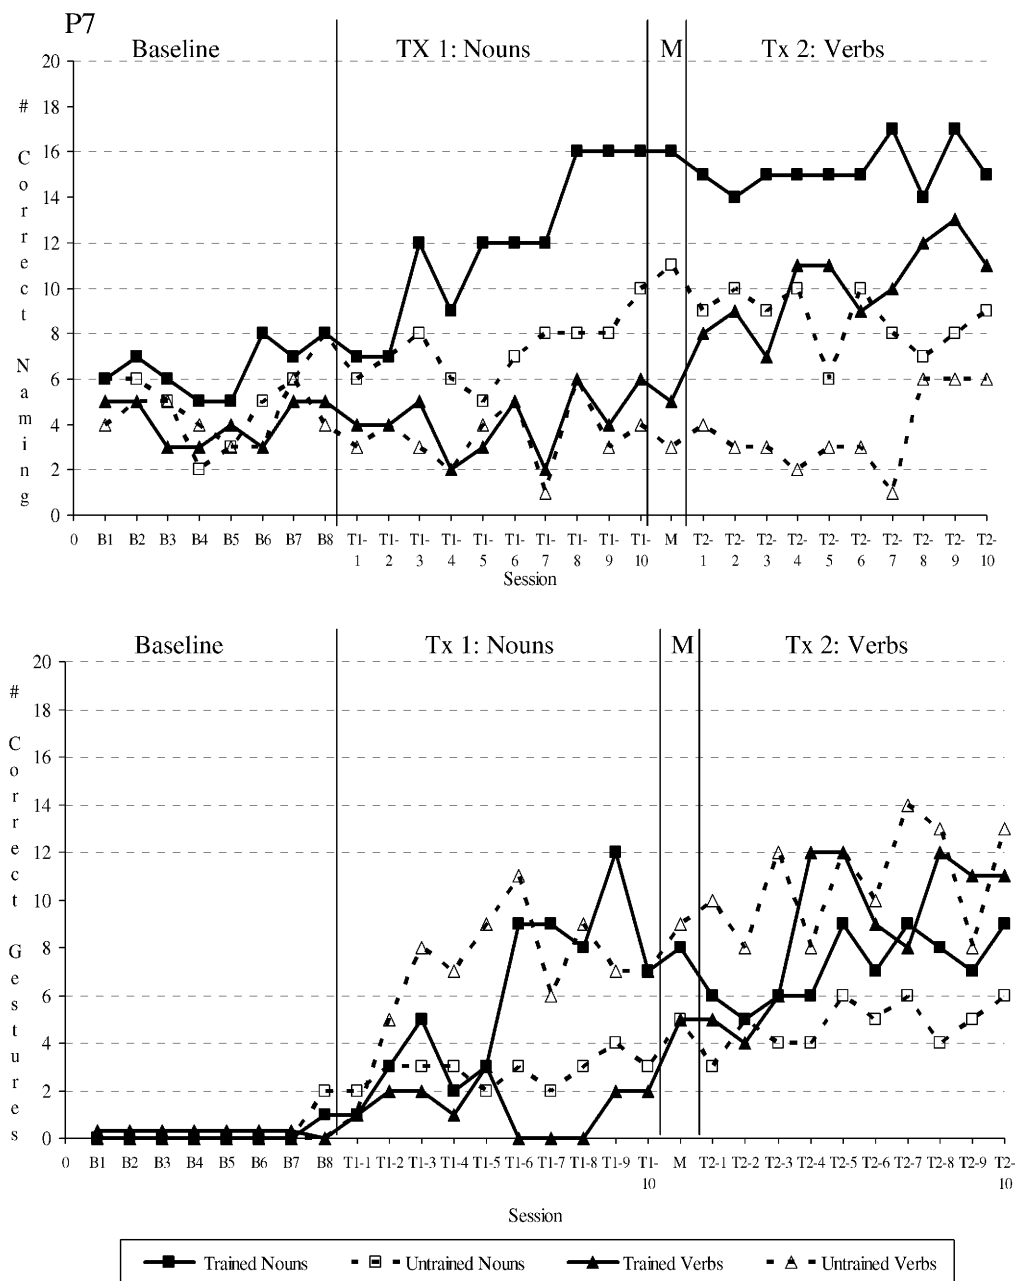 P7
Baseline TX 1: Nouns M Tx 2: Verbs
# Correct Naming
20
18
16
14
12
10
8
6
4
2
0
0 B1 B2 B3 B4 B5 B6 B7 B8 T1-1 T1-2 T1-3 T1-4 T1-5 T1-6 T1-7 T1-8 T1-9 T1-10 M T2-1 T2-2 T2-3 T2-4 T2-5 T2-6 T2-7 T2-8 T2-9 T2-10
Session
Baseline Tx 1: Nouns M Tx 2: Verbs
# Correct Gestures
20
18
16
14
12
10
8
6
4
2
0
0 B1 B2 B3 B4 B5 B6 B7 B8 T1-1 T1-2 T1-3 T1-4 T1-5 T1-6 T1-7 T1-8 T1-9 T1-10 M T2-1 T2-2 T2-3 T2-4 T2-5 T2-6 T2-7 T2-8 T2-9 T2-10
Session
Trained Nouns Untrained Nouns Trained Verbs Untrained Verbs